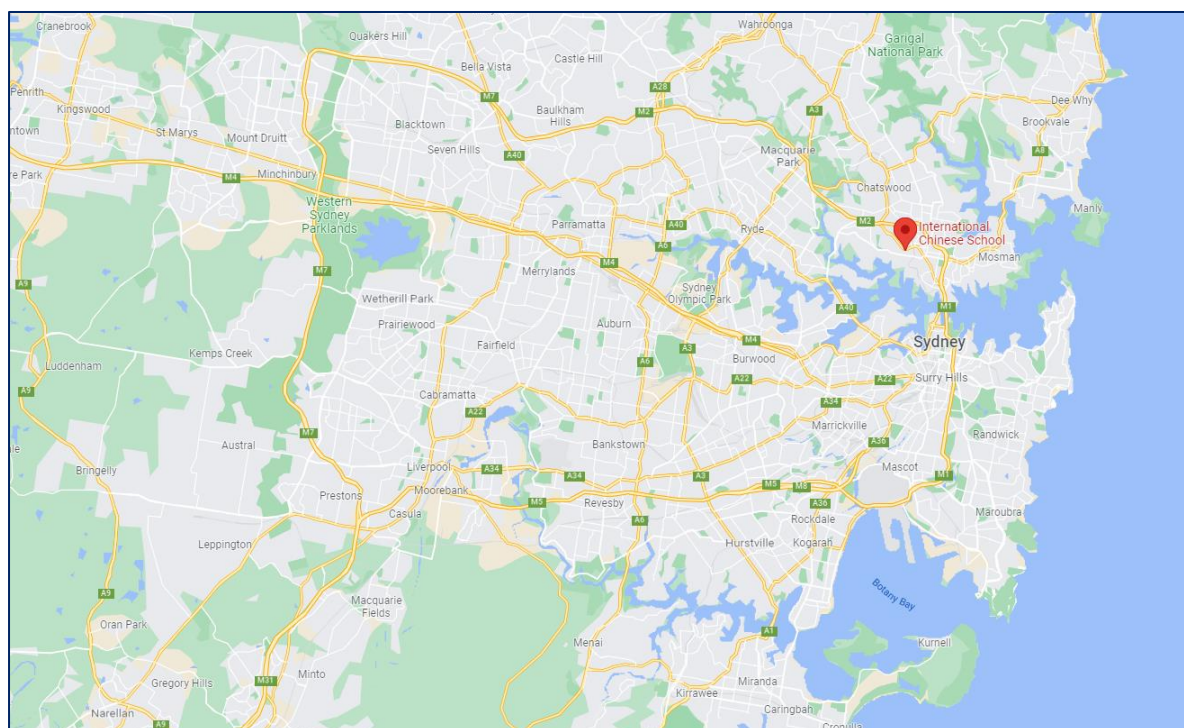 Cranebrook
Quakers Hill
Wahroonga
Garigal
National Park
Castle Hill
Bella Vista
A28
M7
Penrith
Kingswood
M2
A3
Dee Why
Baulkham
Hills
Brookvale
St Marys
Mount Druitt
Blacktown
Seven Hills
A40
Macquarie
Park
A8
M4
Minchinbury
Chatswood
Western
Sydney
Parklands
Parramatta
A40
Ryde
M2
International
Chinese School
Manly
A6
Mosman
M7
Merrylands
M4
A9
Wetherill Park
Sydney
Olympic Park
M1
A40
Prairiewood
Auburn
M4
Sydney
Kemps Creek
Fairfield
A6
A3
Burwood
Luddenham
A22
A22
Surry Hills
A9
Cabramatta
A34
A22
Marrickville
M7
Austral
Bankstown
A36
Randwick
Bringelly
Liverpool
A34
A34
A3
Mascot
M1
Moorebank
M5
M8
Prestons
M5
Revesby
A36
Casula
A6
Rockdale
Maroubra
Leppington
Hurstville
Kogarah
A9
Botany Bay
Macquarie
Fields
Oran Park
A1
Menai
Kurnell
Minto
M31
Gregory Hills
Miranda
Kirrawee
Narellan
A9
Caringbah
Cronulla